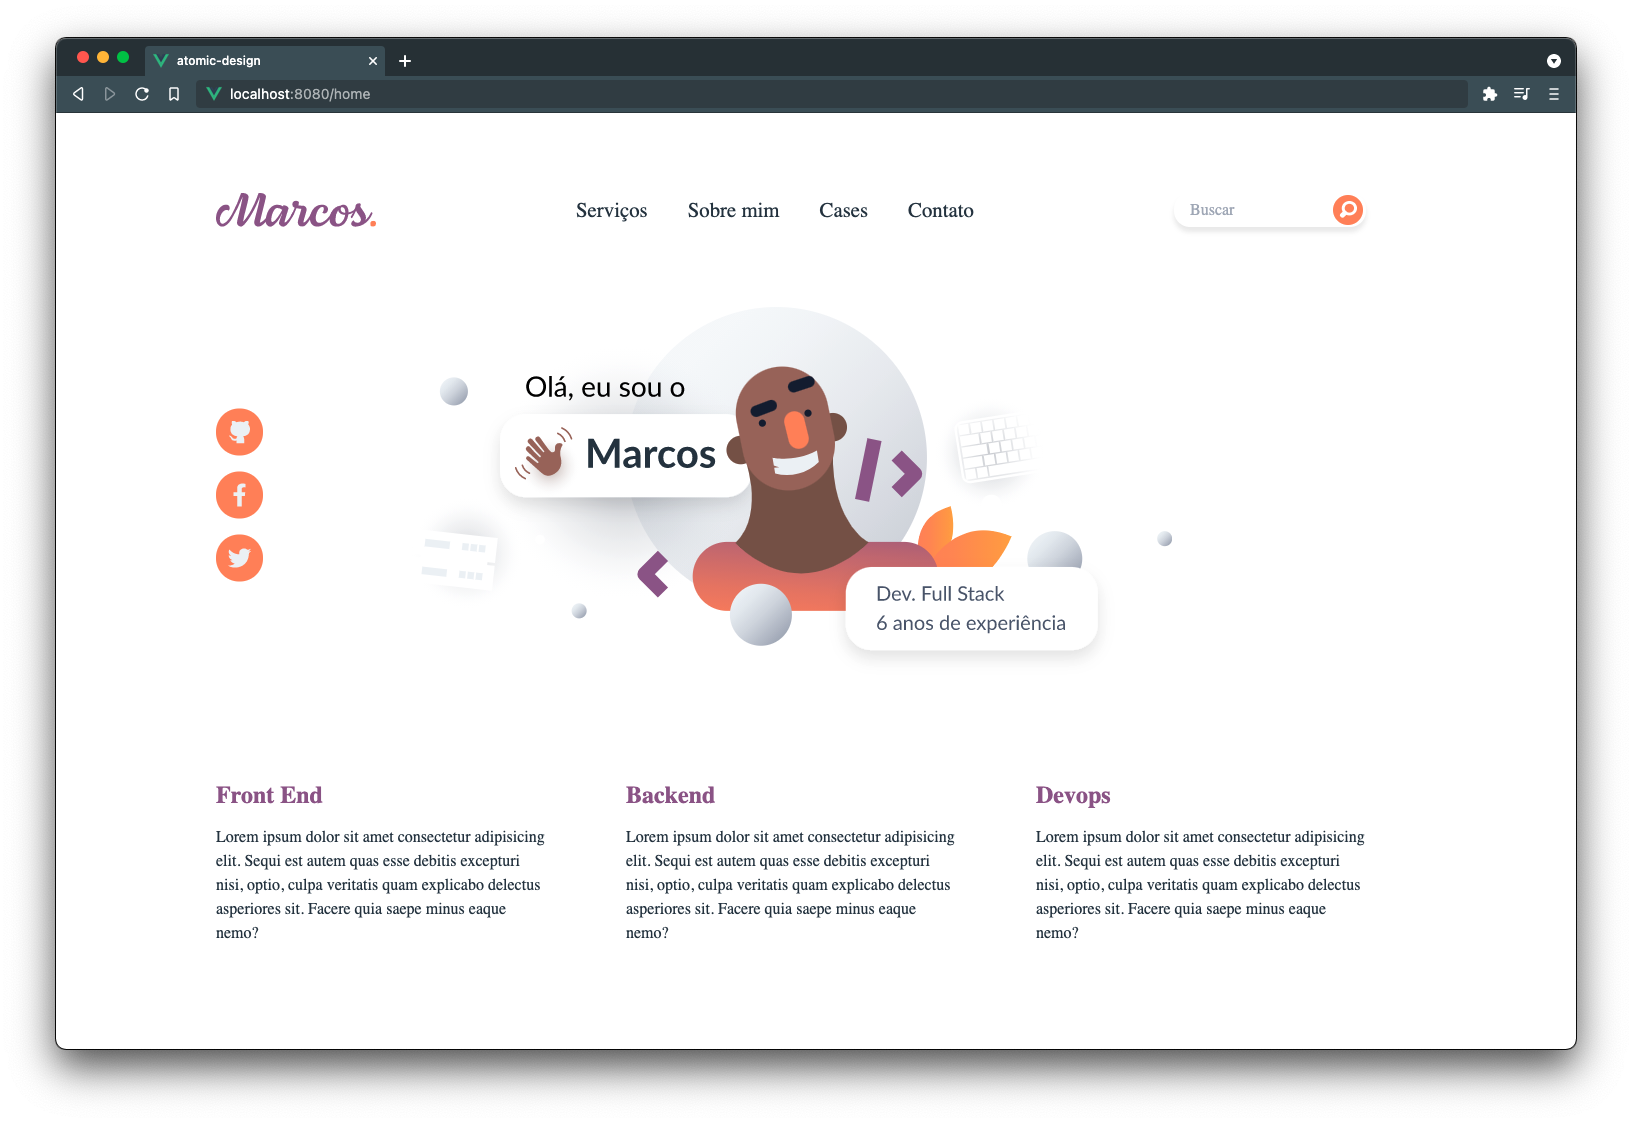 atomic-design
localhost:8080/home
Marcos.
Serviços Sobre mim Cases Contato
Buscar
Olá, eu sou o
Marcos
Dev. Full Stack
6 anos de experiência
Front End
Lorem ipsum dolor sit amet consectetur adipisicing
elit. Sequi est autem quas esse debitis excepturi
nisi, optio, culpa veritatis quam explicabo delectus
asperiores sit. Facere quia saepe minus eaque
nemo?
Backend
Lorem ipsum dolor sit amet consectetur adipisicing
elit. Sequi est autem quas esse debitis excepturi
nisi, optio, culpa veritatis quam explicabo delectus
asperiores sit. Facere quia saepe minus eaque
nemo?
Devops
Lorem ipsum dolor sit amet consectetur adipisicing
elit. Sequi est autem quas esse debitis excepturi
nisi, optio, culpa veritatis quam explicabo delectus
asperiores sit. Facere quia saepe minus eaque
nemo?